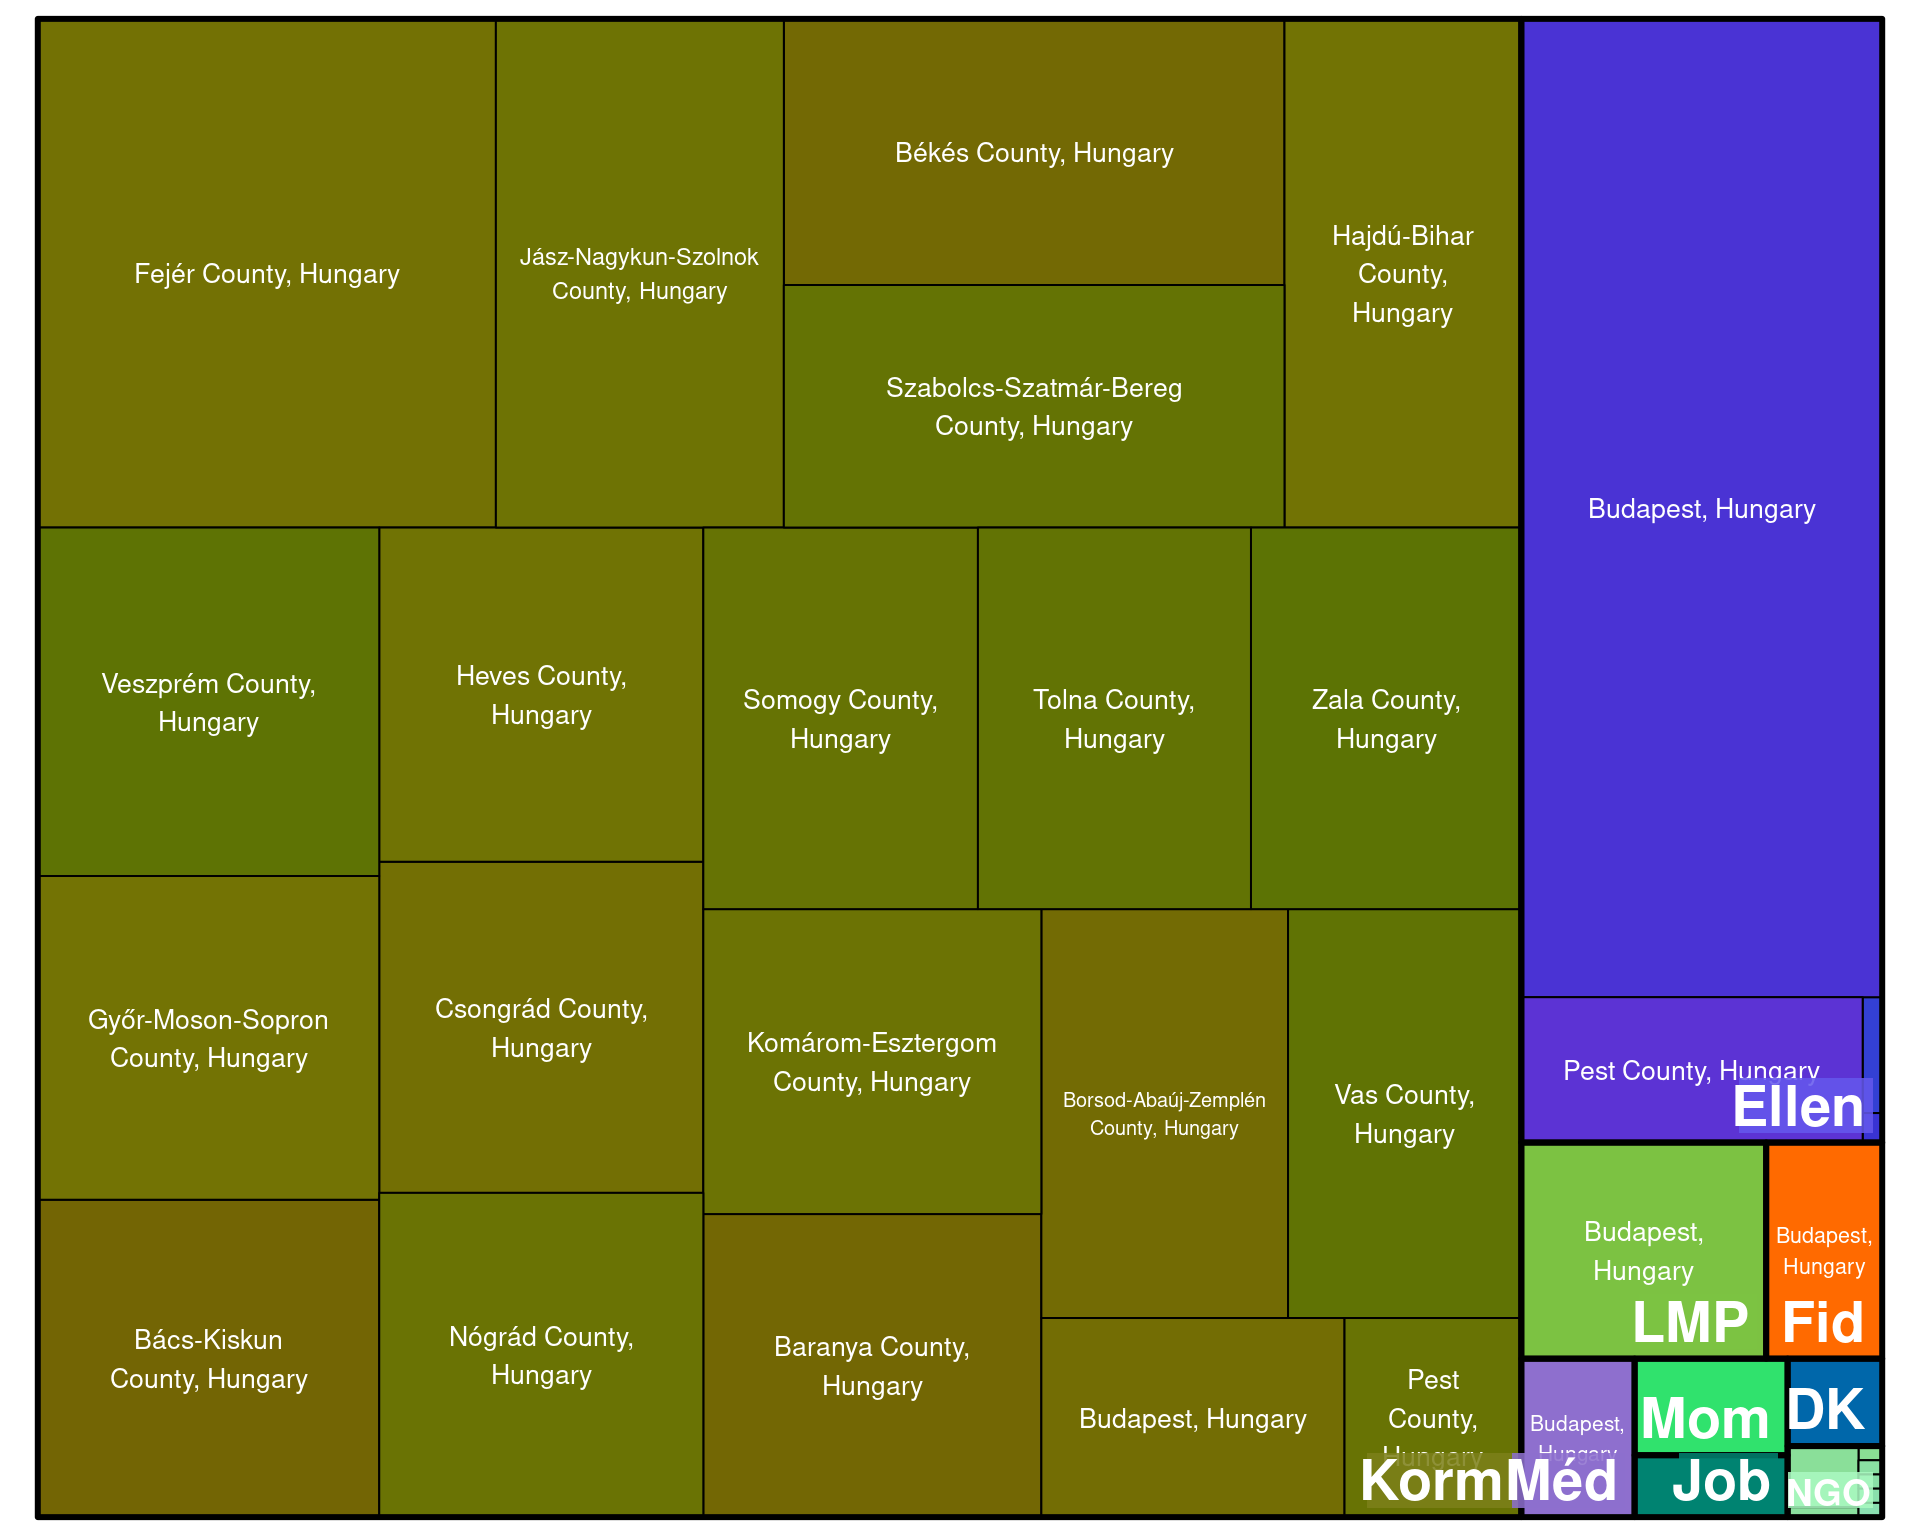 Fejér County, Hungary
Jász-Nagykun-Szolnok
County, Hungary
Békés County, Hungary
Szabolcs-Szatmár-Bereg
County, Hungary
Hajdú-Bihar
County,
Hungary
Veszprém County,
Hungary
Heves County,
Hungary
Somogy County,
Hungary
Tolna County,
Hungary
Zala County,
Hungary
Győr-Moson-Sopron
County, Hungary
Csongrád County,
Hungary
Komárom-Esztergom
County, Hungary
Borsod-Abaúj-Zemplén
County, Hungary
Vas County,
Hungary
Bács-Kiskun
County, Hungary
Nógrád County,
Hungary
Baranya County,
Hungary
Budapest, Hungary
Pest
County,
Hungary
Korm
Budapest, Hungary
Pest County, Hungary
Ellen
Budapest,
Hungary
LMP
Budapest,
Hungary
Fid
Budapest,
Hungary
Méd
Mom
Job
DK
NGO